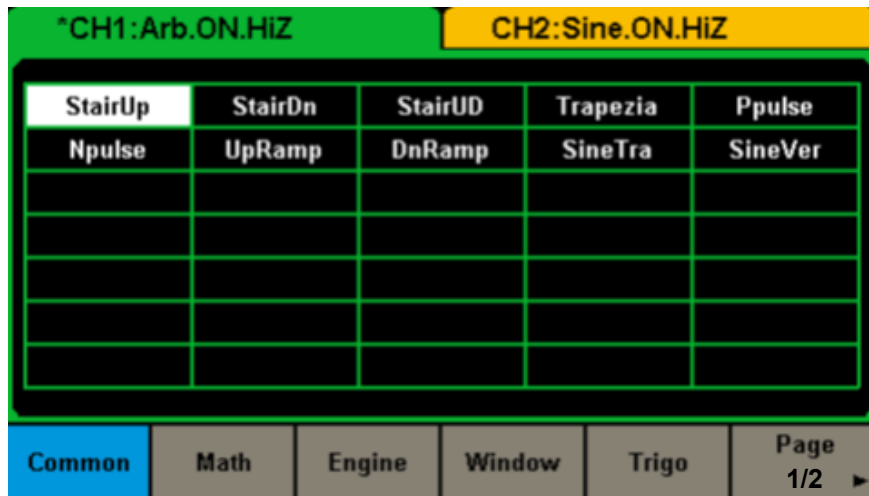 ^CH1:Arb.ON.HiZ CH2:Sine.ON.HiZ
StairUp StairDn StairUD Trapezia Ppulse
Npulse UpRamp DnRamp SineTra SineVer
Common Math Engine Window Trigo Page
1/2